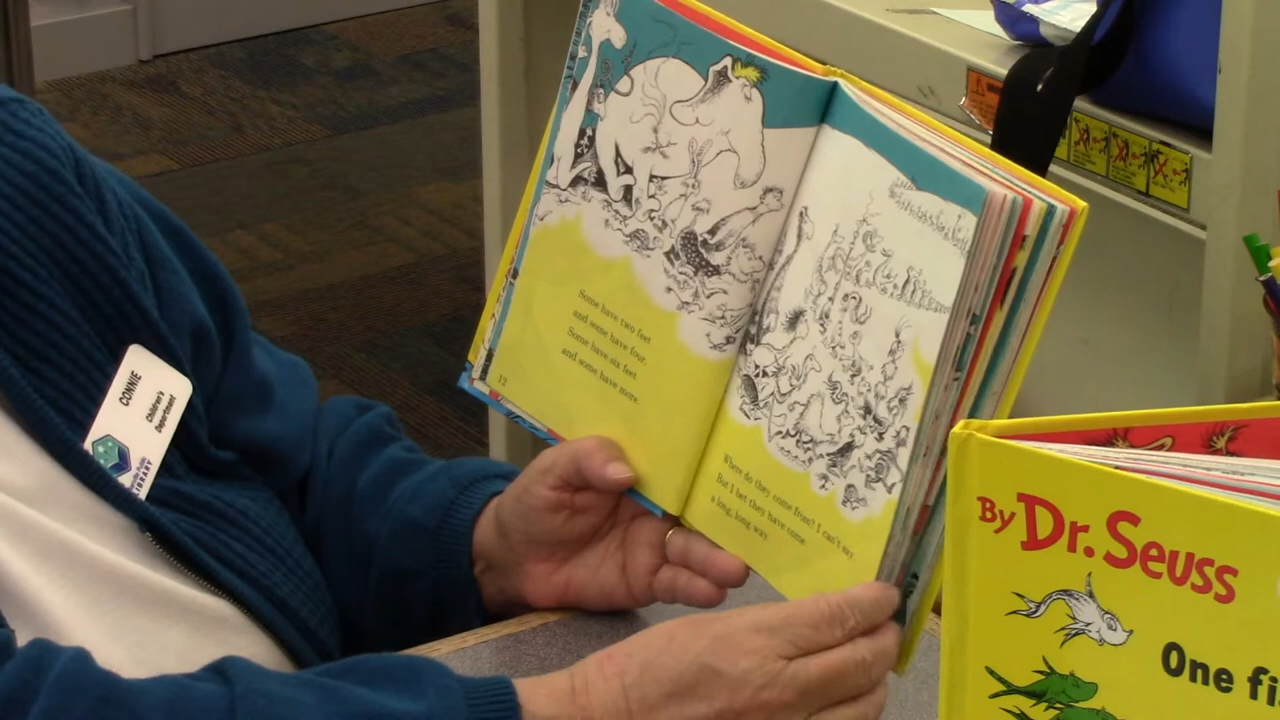 CONNIE
Children's
Department
LIBRARY
Some have two feet
and some have four.
Some have six feet
and some have more.
12
Where do they come from? I can't say.
But I bet they have come
a long, long way.
By Dr. Seuss
One fi